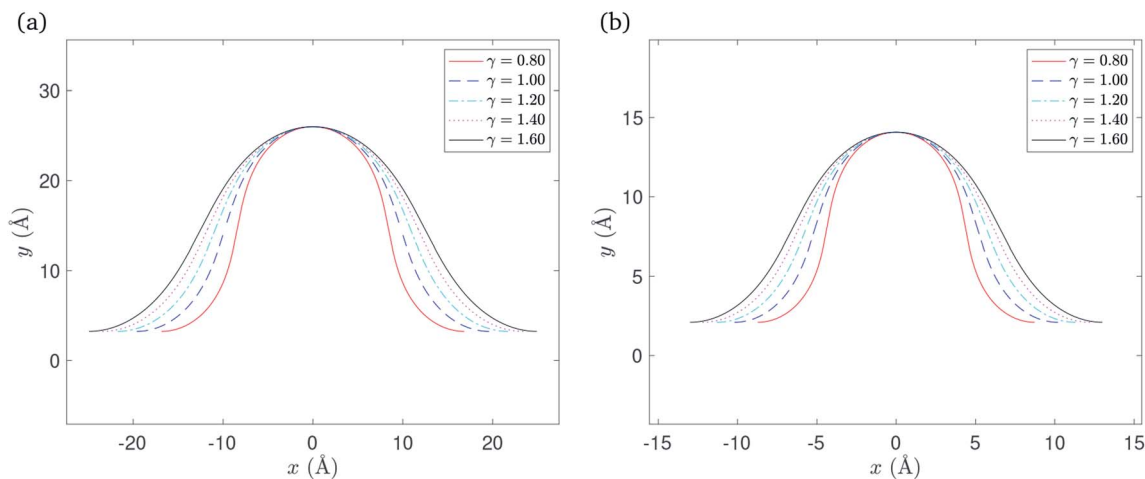 (a)
30
20
10
0
y (Å)
-20 -10 0 10 20
x (Å)
γ = 0.80
γ = 1.00
γ = 1.20
γ = 1.40
γ = 1.60
(b)
15
10
5
0
y (Å)
-15 -10 -5 0 5 10 15
x (Å)
γ = 0.80
γ = 1.00
γ = 1.20
γ = 1.40
γ = 1.60